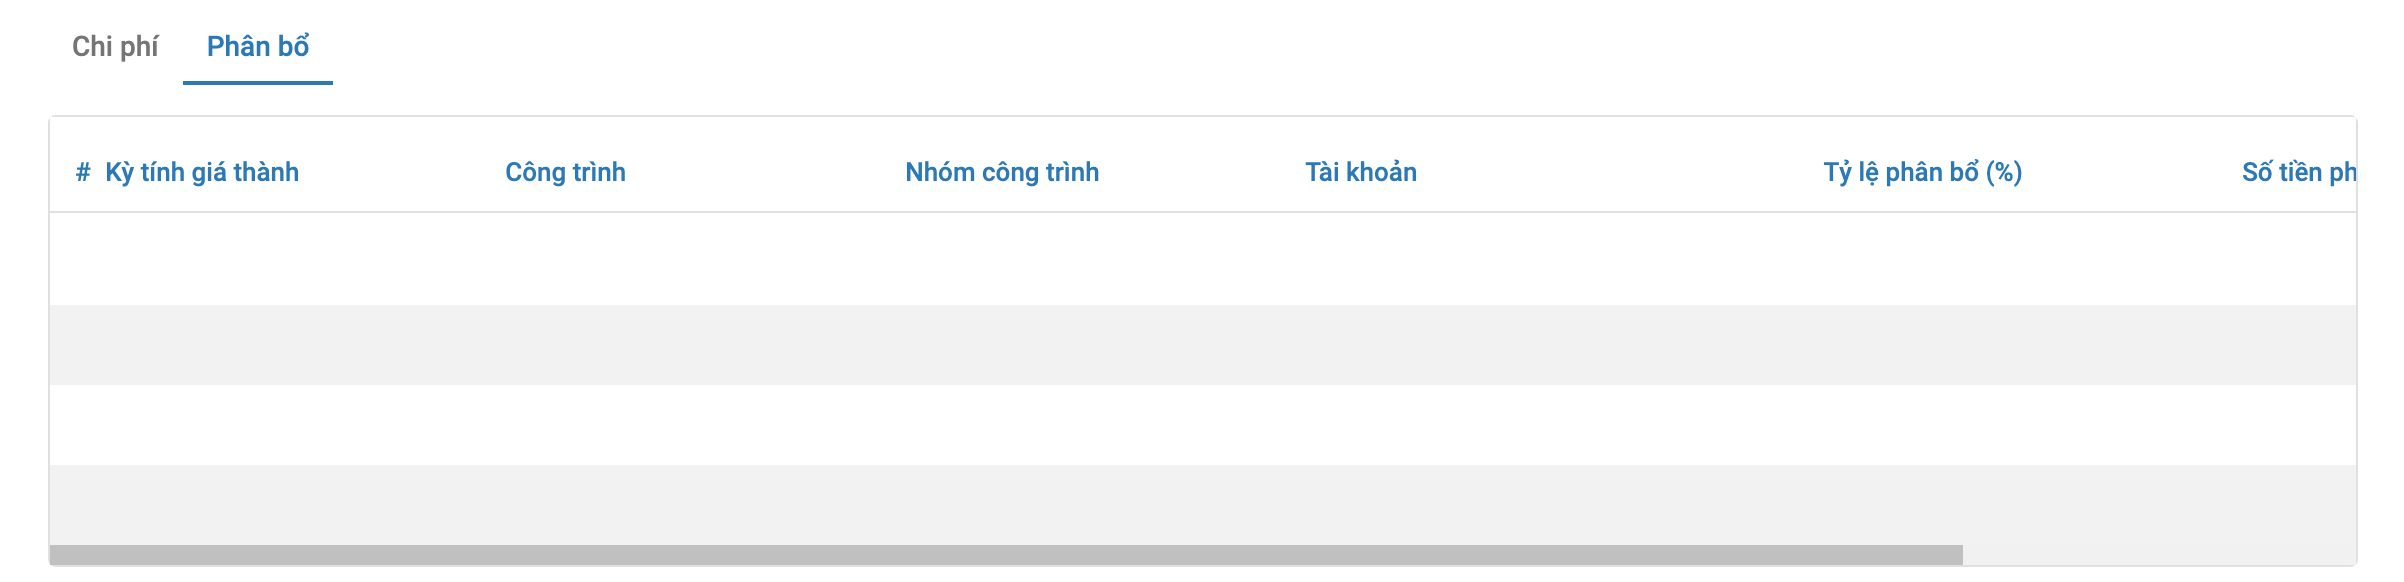 Chi phí Phân bổ
# Kỳ tính giá thành Công trình Nhóm công trình Tài khoản Tỷ lệ phân bổ (%) Số tiền ph